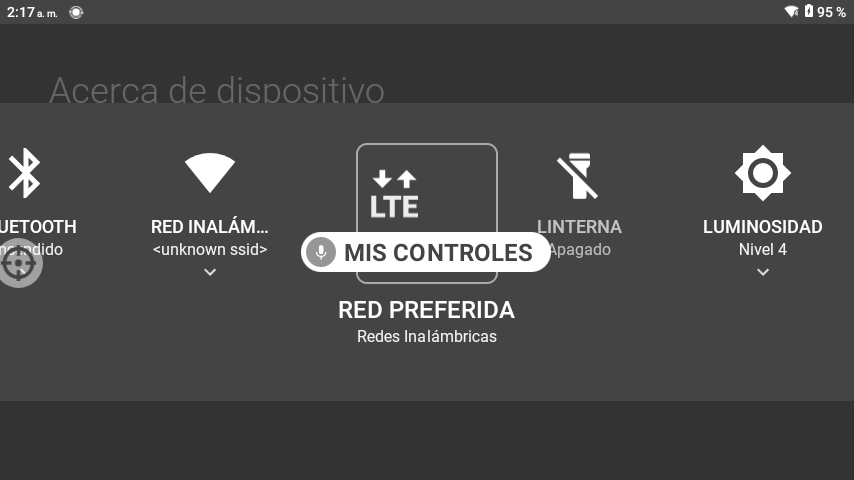 2:17 a. m.
95 %
Acerca de dispositivo
UETOOTH
RED INALÁM...
LTE
LINTERNA
LUMINOSIDAD
<unknown ssid>
Apagado
Nivel 4
MIS CONTROLES
RED PREFERIDA
Redes Inalámbricas